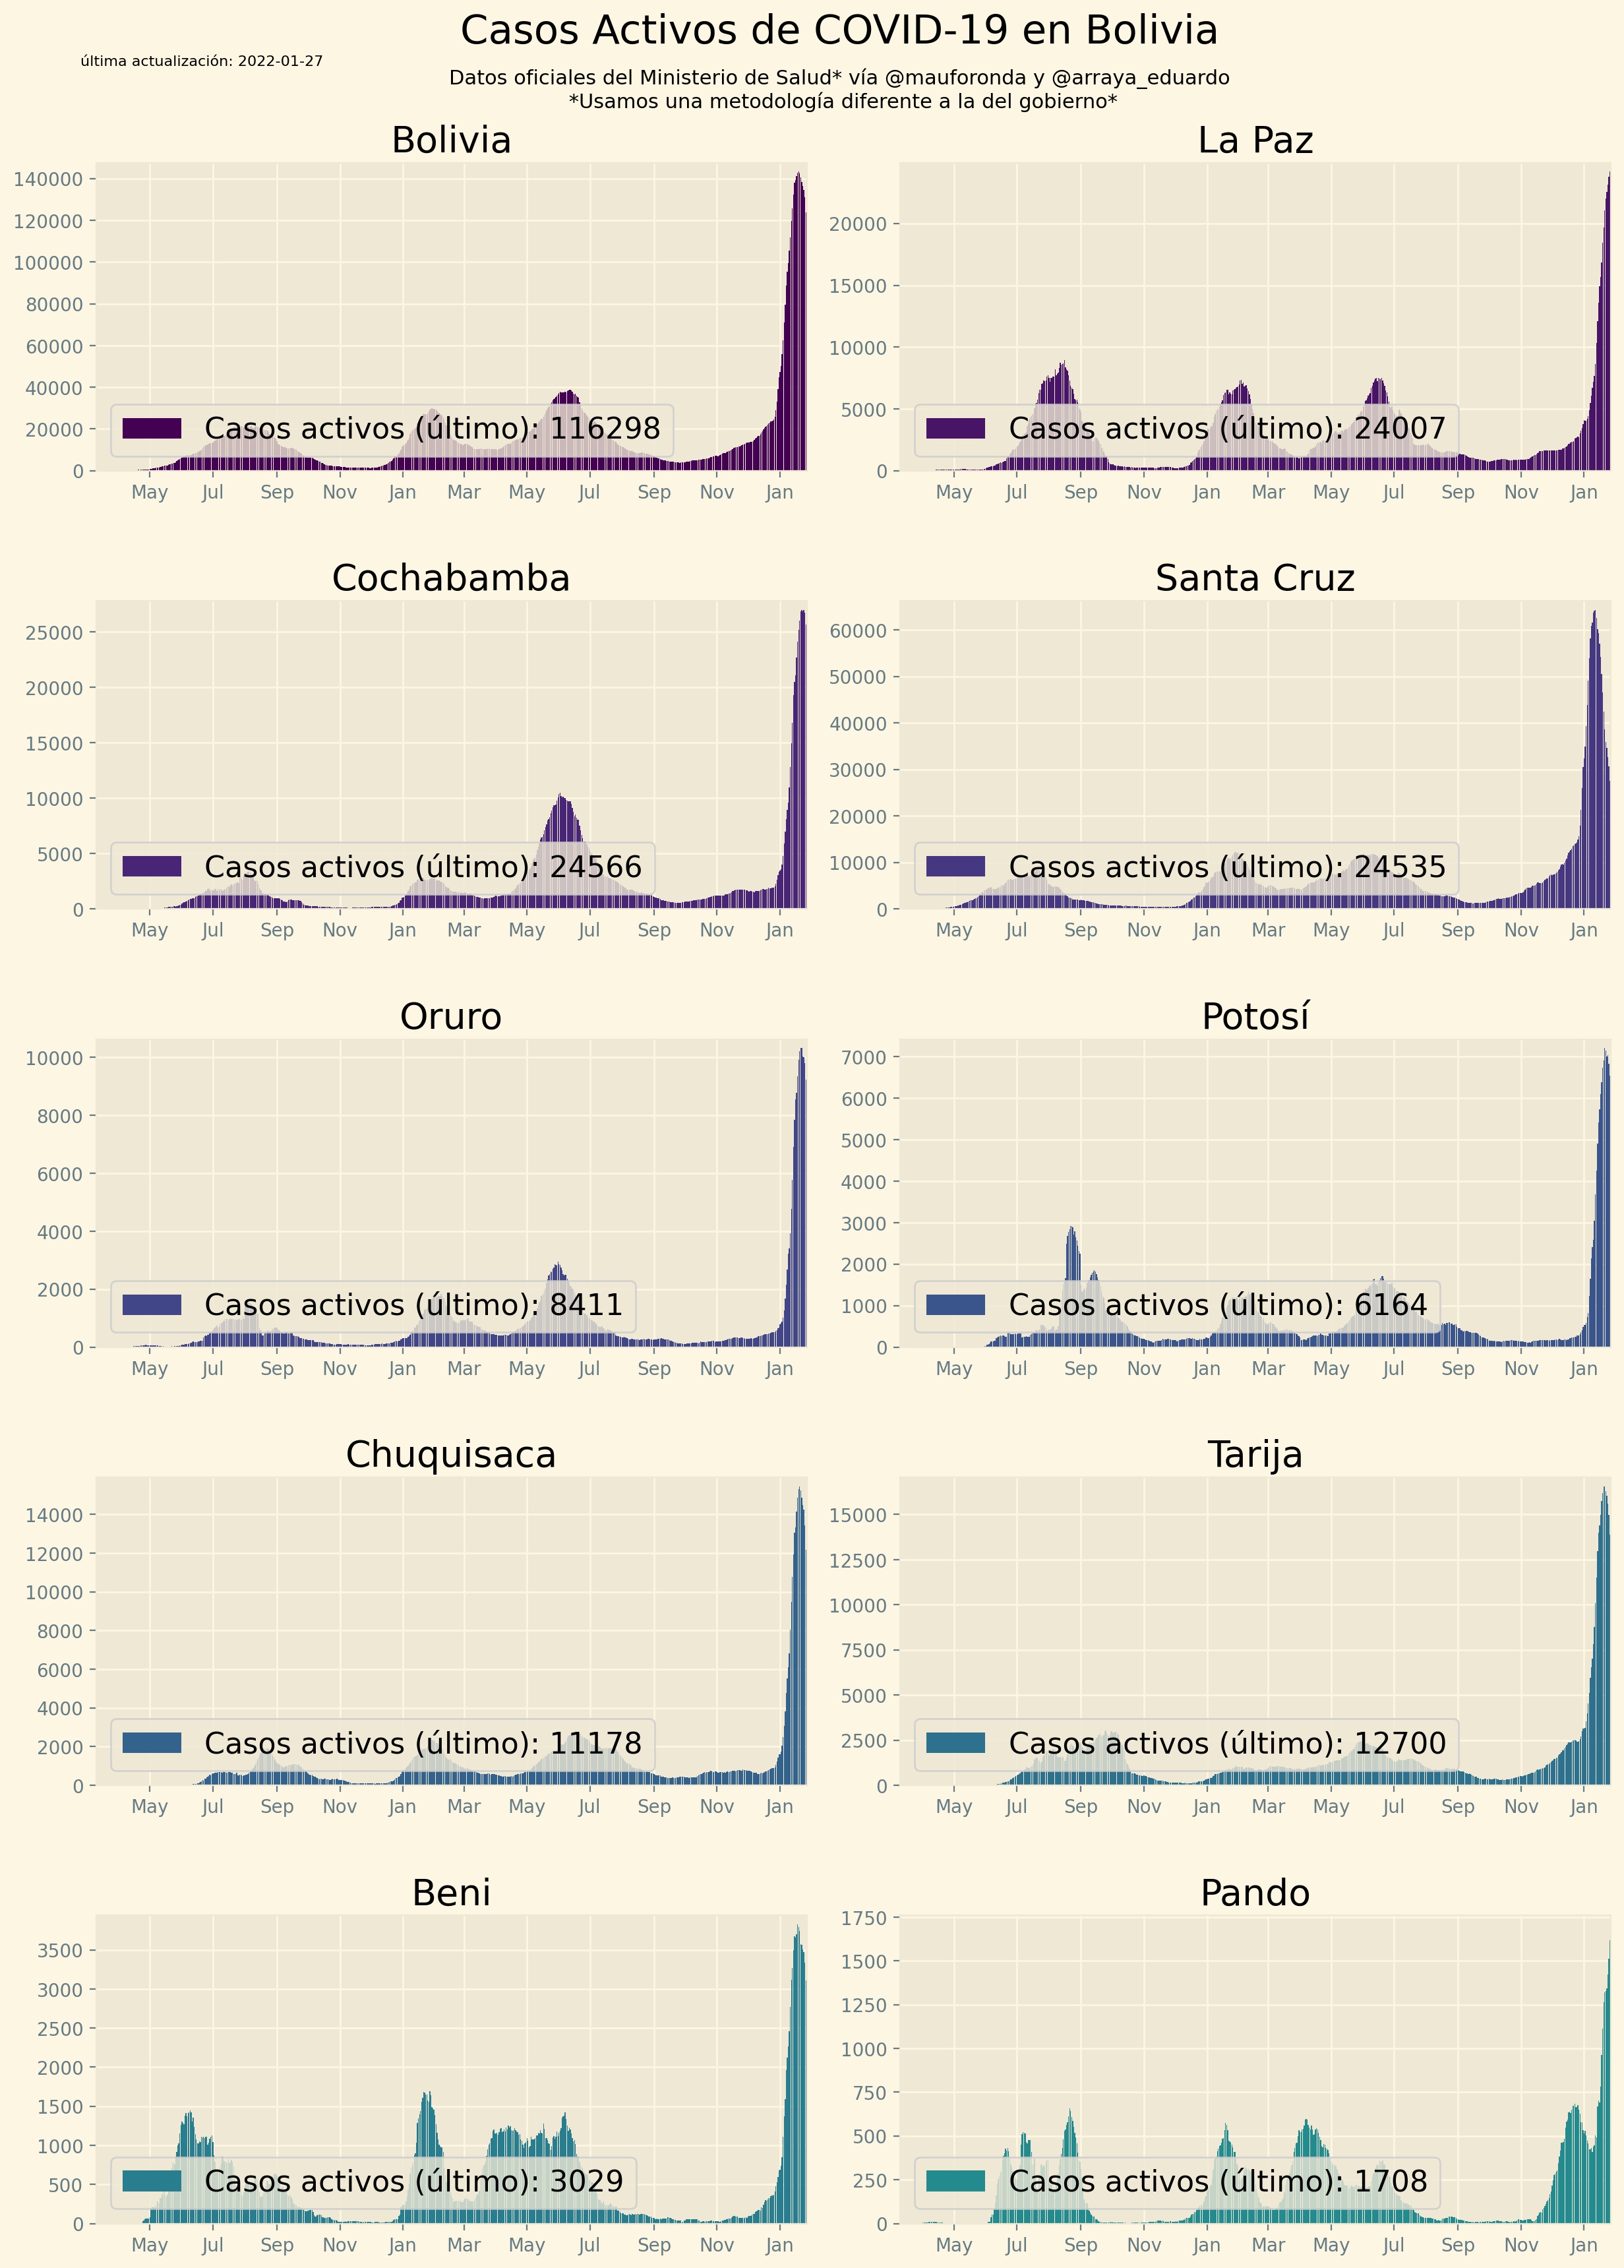 Casos Activos de COVID-19 en Bolivia
última actualización: 2022-01-27
Datos oficiales del Ministerio de Salud* vía @mauforonda y @arraya_eduardo
*Usamos una metodología diferente a la del gobierno*
Bolivia
140000
120000
100000
80000
60000
40000
20000
0
Casos activos (último): 116298
May Jul Sep Nov Jan Mar May Jul Sep Nov Jan
La Paz
20000
15000
10000
5000
0
Casos activos (último): 24007
May Jul Sep Nov Jan Mar May Jul Sep Nov Jan
Cochabamba
25000
20000
15000
10000
5000
0
Casos activos (último): 24566
May Jul Sep Nov Jan Mar May Jul Sep Nov Jan
Santa Cruz
60000
50000
40000
30000
20000
10000
0
Casos activos (último): 24535
May Jul Sep Nov Jan Mar May Jul Sep Nov Jan
Oruro
10000
8000
6000
4000
2000
0
Casos activos (último): 8411
May Jul Sep Nov Jan Mar May Jul Sep Nov Jan
Potosí
7000
6000
5000
4000
3000
2000
1000
0
Casos activos (último): 6164
May Jul Sep Nov Jan Mar May Jul Sep Nov Jan
Chuquisaca
14000
12000
10000
8000
6000
4000
2000
0
Casos activos (último): 11178
May Jul Sep Nov Jan Mar May Jul Sep Nov Jan
Tarija
15000
12500
10000
7500
5000
2500
0
Casos activos (último): 12700
May Jul Sep Nov Jan Mar May Jul Sep Nov Jan
Beni
3500
3000
2500
2000
1500
1000
500
0
Casos activos (último): 3029
May Jul Sep Nov Jan Mar May Jul Sep Nov Jan
Pando
1750
1500
1250
1000
750
500
250
0
Casos activos (último): 1708
May Jul Sep Nov Jan Mar May Jul Sep Nov Jan